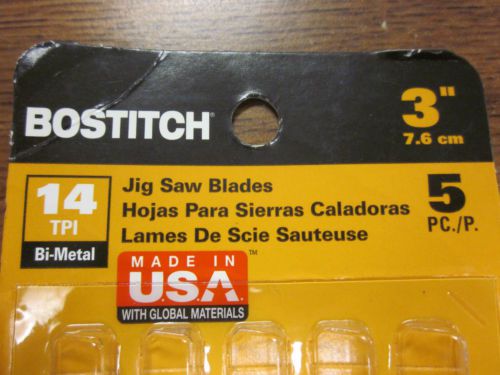 BOSTITCH®
3"
7.6 cm
14
TPI
Bi-Metal
Jig Saw Blades
Hojas Para Sierras Caladoras
Lames De Scie Sauteuse
5
PC./P.
MADE IN
U.S.A.™
WITH GLOBAL MATERIALS